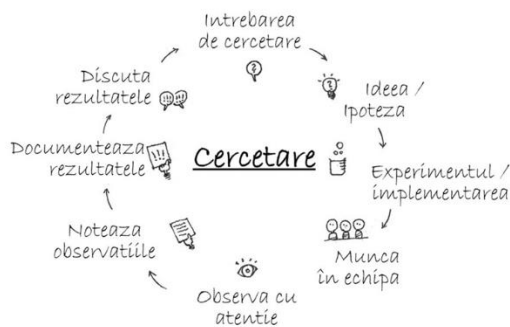 Intrebarea
de cercetare
Ideea /
Ipoteza
Experimentul /
implementarea
Munca
în echipa
Observa cu
atentie
Noteaza
observatiile
Documenteaza
rezultatele
Discuta
rezultatele
Cercetare